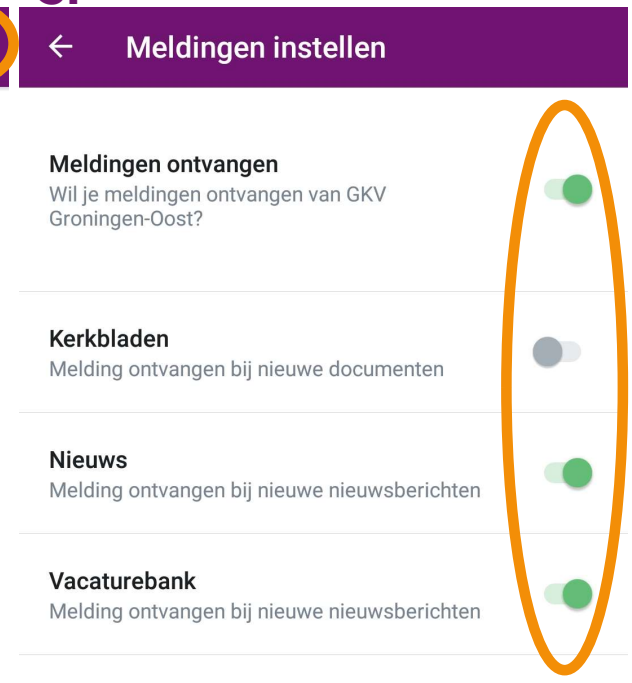 Meldingen instellen
Meldingen ontvangen
Wil je meldingen ontvangen van GKV
Groningen-Oost?
Kerkbladen
Melding ontvangen bij nieuwe documenten
Nieuws
Melding ontvangen bij nieuwe nieuwsberichten
Vacaturebank
Melding ontvangen bij nieuwe nieuwsberichten